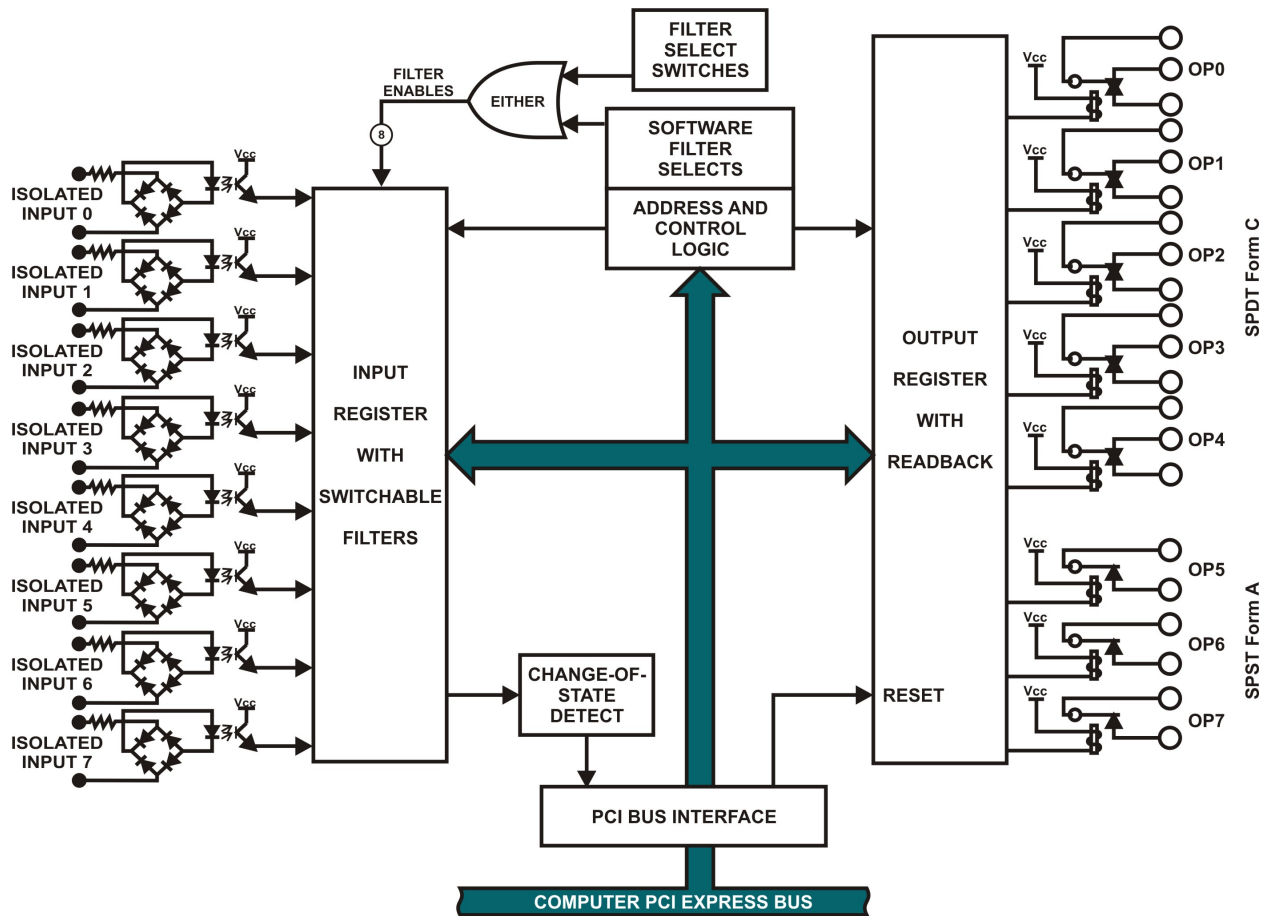 FILTER
SELECT
SWITCHES
FILTER
ENABLES
EITHER
8
SOFTWARE
FILTER
SELECTS
ADDRESS AND
CONTROL
LOGIC
Vcc
ISOLATED
INPUT 0
Vcc
ISOLATED
INPUT 1
Vcc
ISOLATED
INPUT 2
Vcc
ISOLATED
INPUT 3
Vcc
ISOLATED
INPUT 4
Vcc
ISOLATED
INPUT 5
Vcc
ISOLATED
INPUT 6
Vcc
ISOLATED
INPUT 7
INPUT
REGISTER
WITH
SWITCHABLE
FILTERS
CHANGE-OF-
STATE
DETECT
PCI BUS INTERFACE
COMPUTER PCI EXPRESS BUS
OUTPUT
REGISTER
WITH
READBACK
RESET
Vcc
OP0
Vcc
OP1
Vcc
OP2
Vcc
OP3
Vcc
OP4
SPDT Form C
Vcc
OP5
Vcc
OP6
Vcc
OP7
SPST Form A